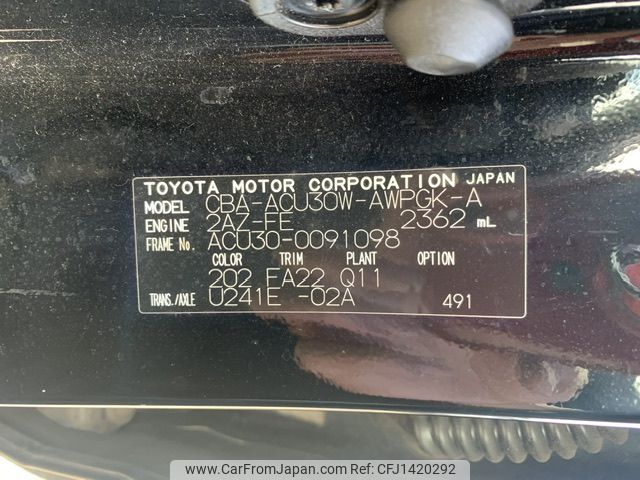 TOYOTA MOTOR CORPORATION JAPAN
MODEL CBA-ACU30W-AWPGK-A
ENGINE 2AZ-FE 2362 mL
FRAME No. ACU30-0091098
COLOR TRIM PLANT OPTION
202 FA22 Q11
TRANS./AXLE U241E -02A 491
www.CarFromJapan.com - CFJ1420292